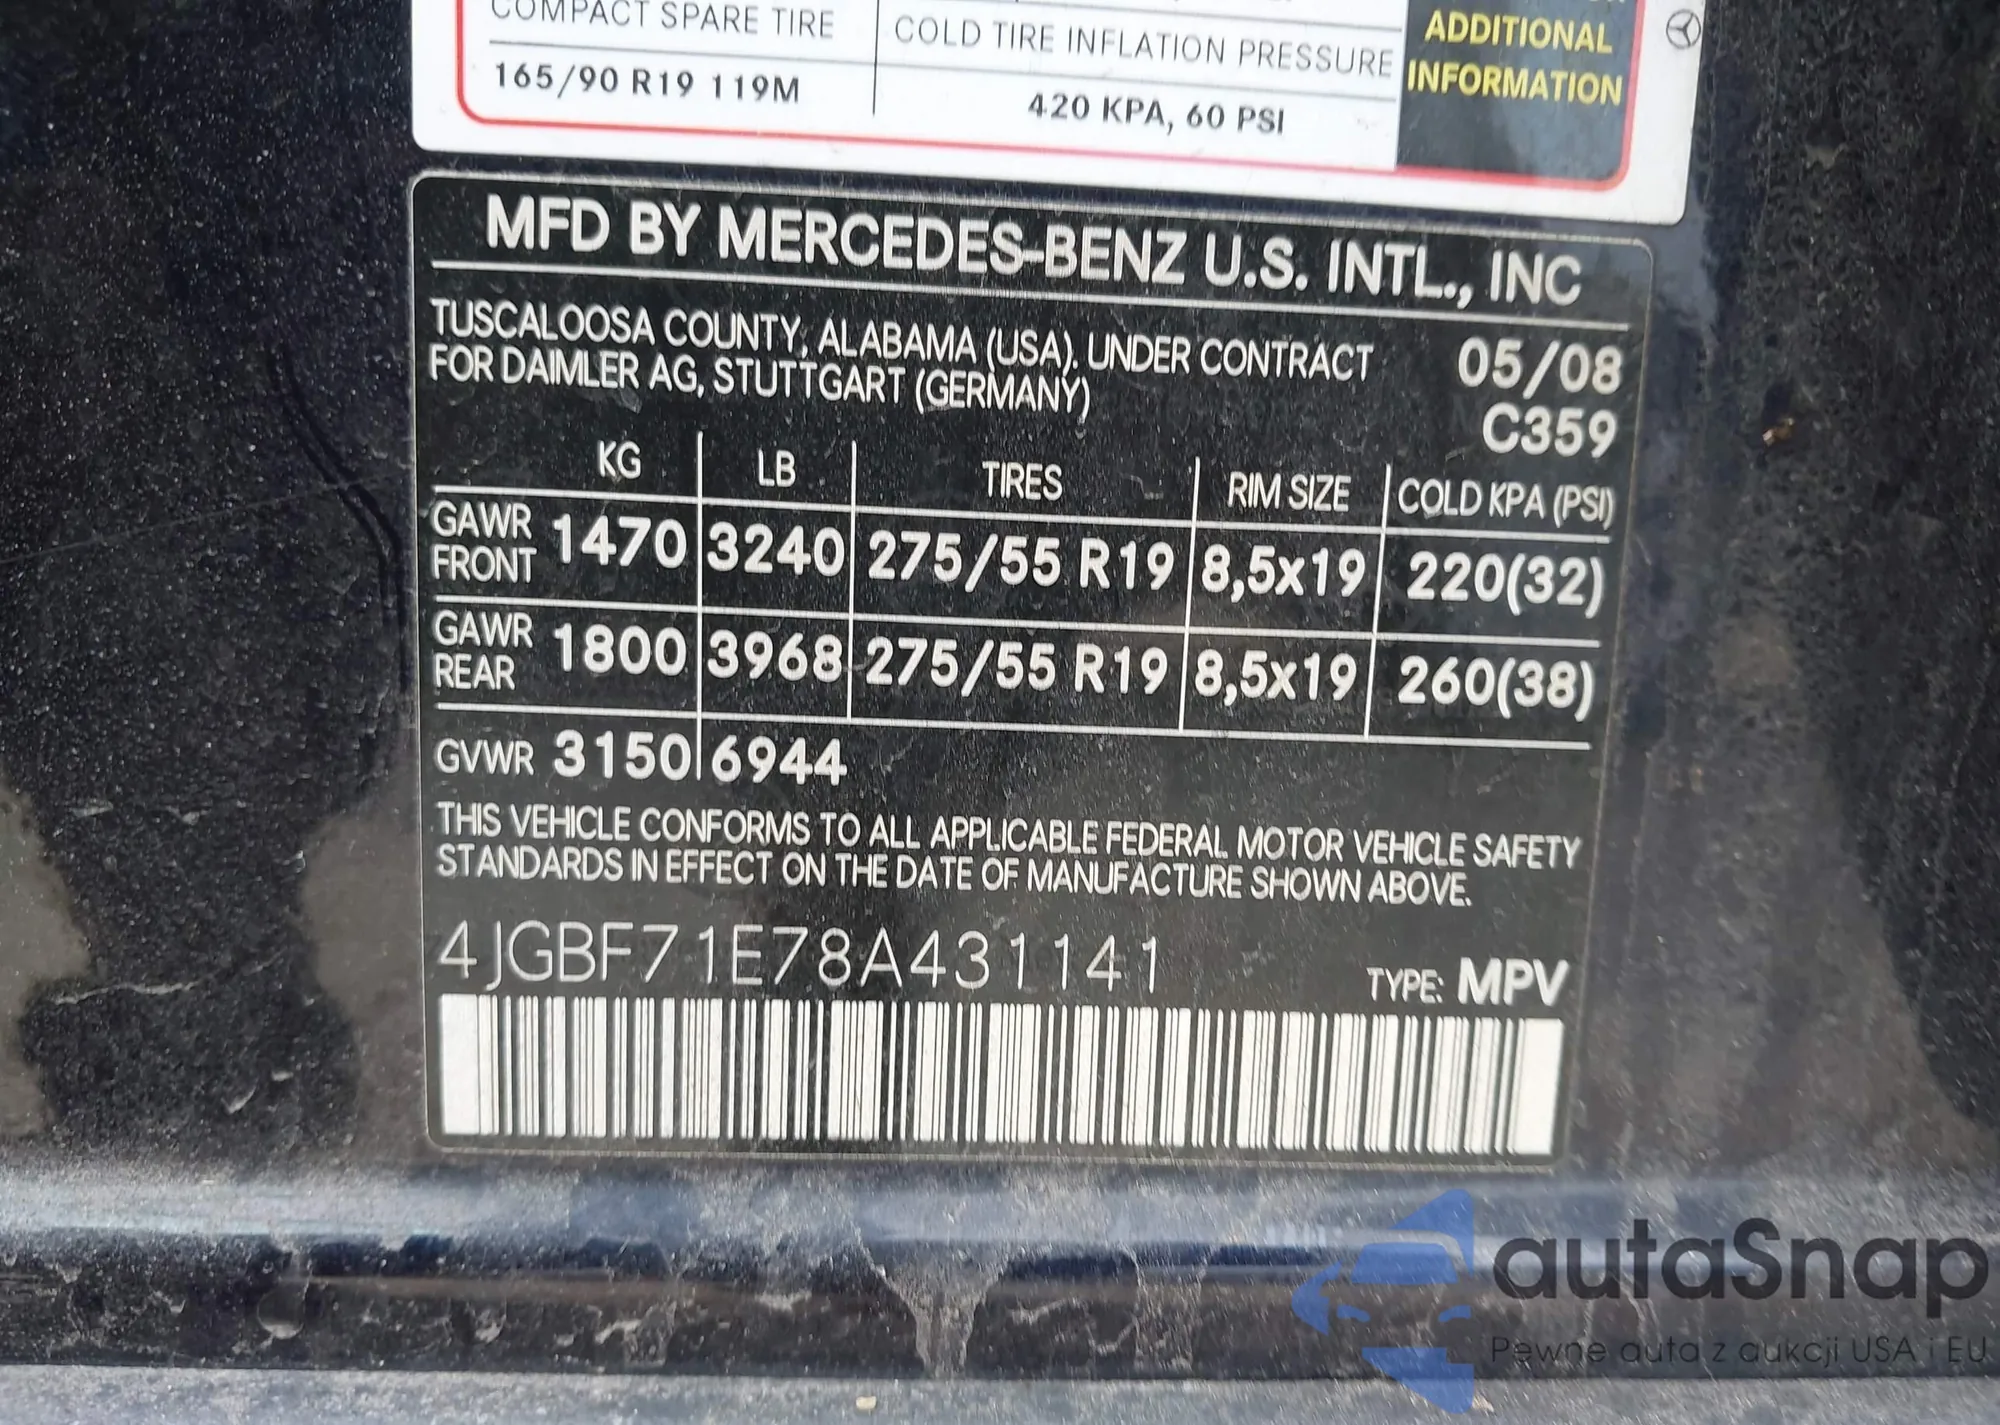 COMPACT SPARE TIRE
COLD TIRE INFLATION PRESSURE
165/90 R19 119M
420 KPA, 60 PSI
ADDITIONAL
INFORMATION
MFD BY MERCEDES-BENZ U.S. INTL., INC
TUSCALOOSA COUNTY, ALABAMA (USA). UNDER CONTRACT
FOR DAIMLER AG, STUTTGART (GERMANY)
05/08
C359
KG LB TIRES RIM SIZE COLD KPA (PSI)
GAWR FRONT 1470 3240 275/55 R19 8,5x19 220(32)
GAWR REAR 1800 3968 275/55 R19 8,5x19 260(38)
GVWR 3150 6944
THIS VEHICLE CONFORMS TO ALL APPLICABLE FEDERAL MOTOR VEHICLE SAFETY
STANDARDS IN EFFECT ON THE DATE OF MANUFACTURE SHOWN ABOVE.
4JGBF71E78A431141
TYPE: MPV
autaSnap
Pewne auta z aukcji USA i EU